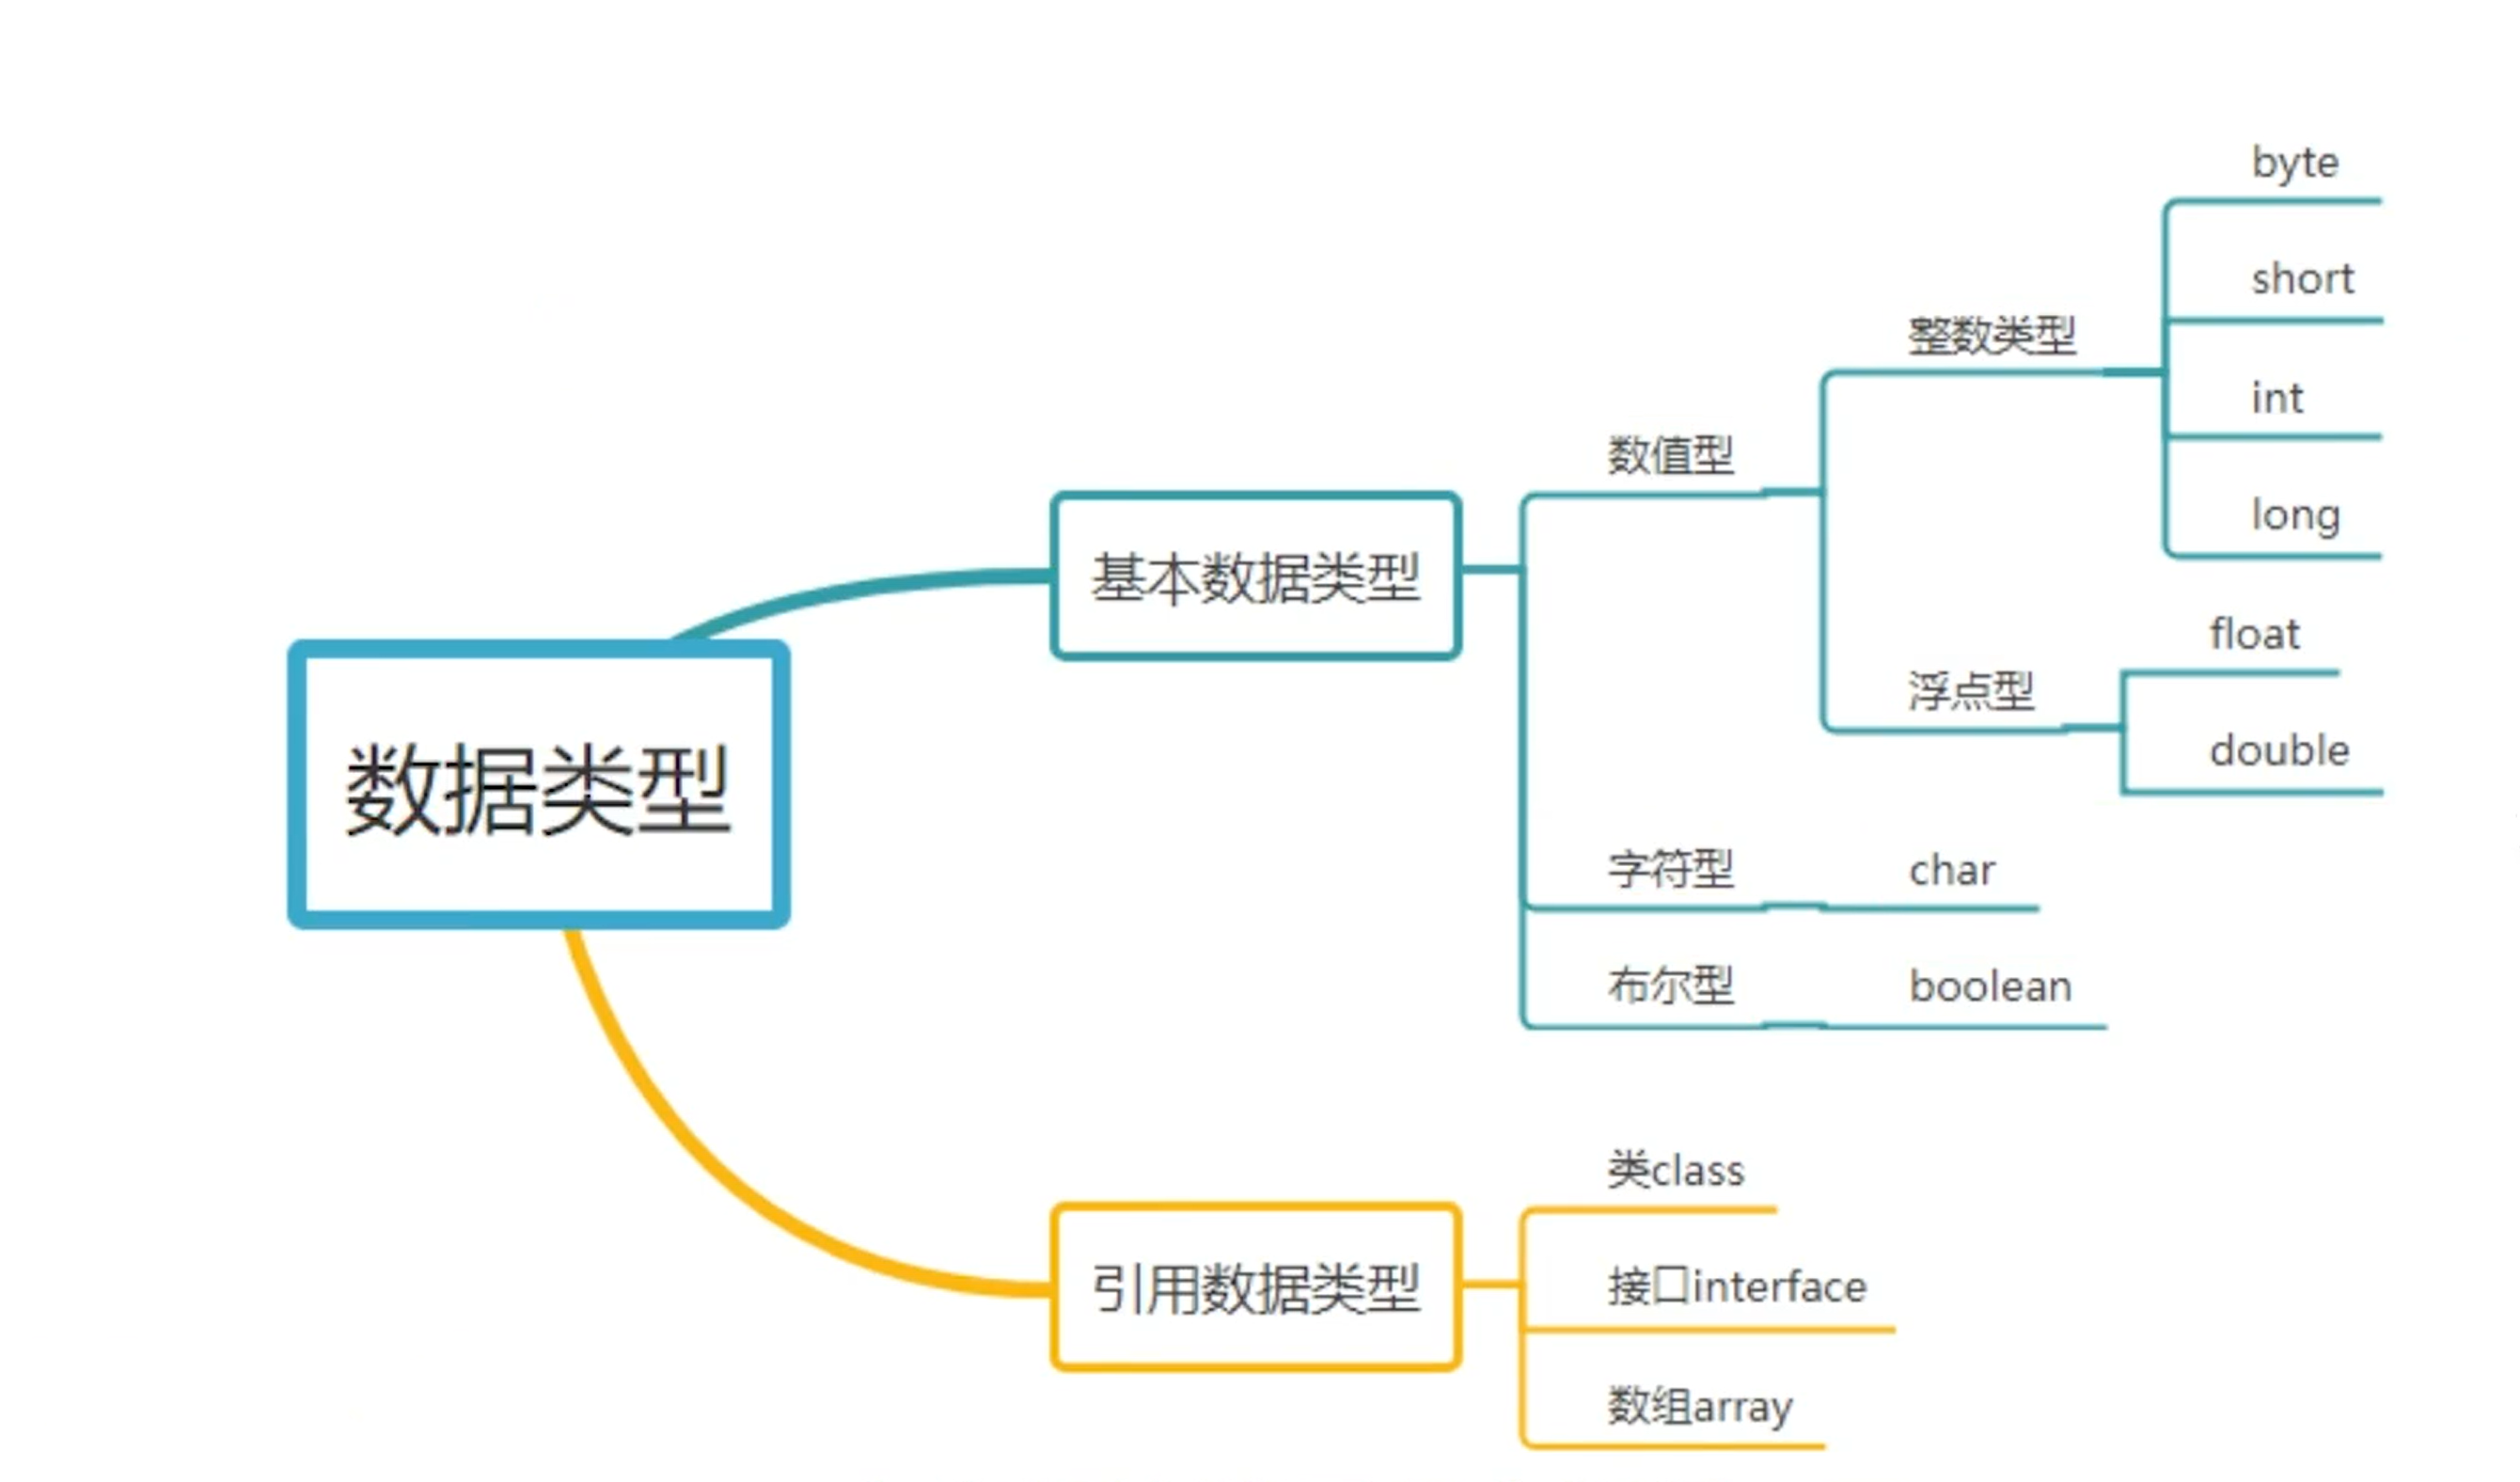 数据类型
基本数据类型
数值型
整数类型
byte
short
int
long
浮点型
float
double
字符型
char
布尔型
boolean
引用数据类型
类class
接口interface
数组array